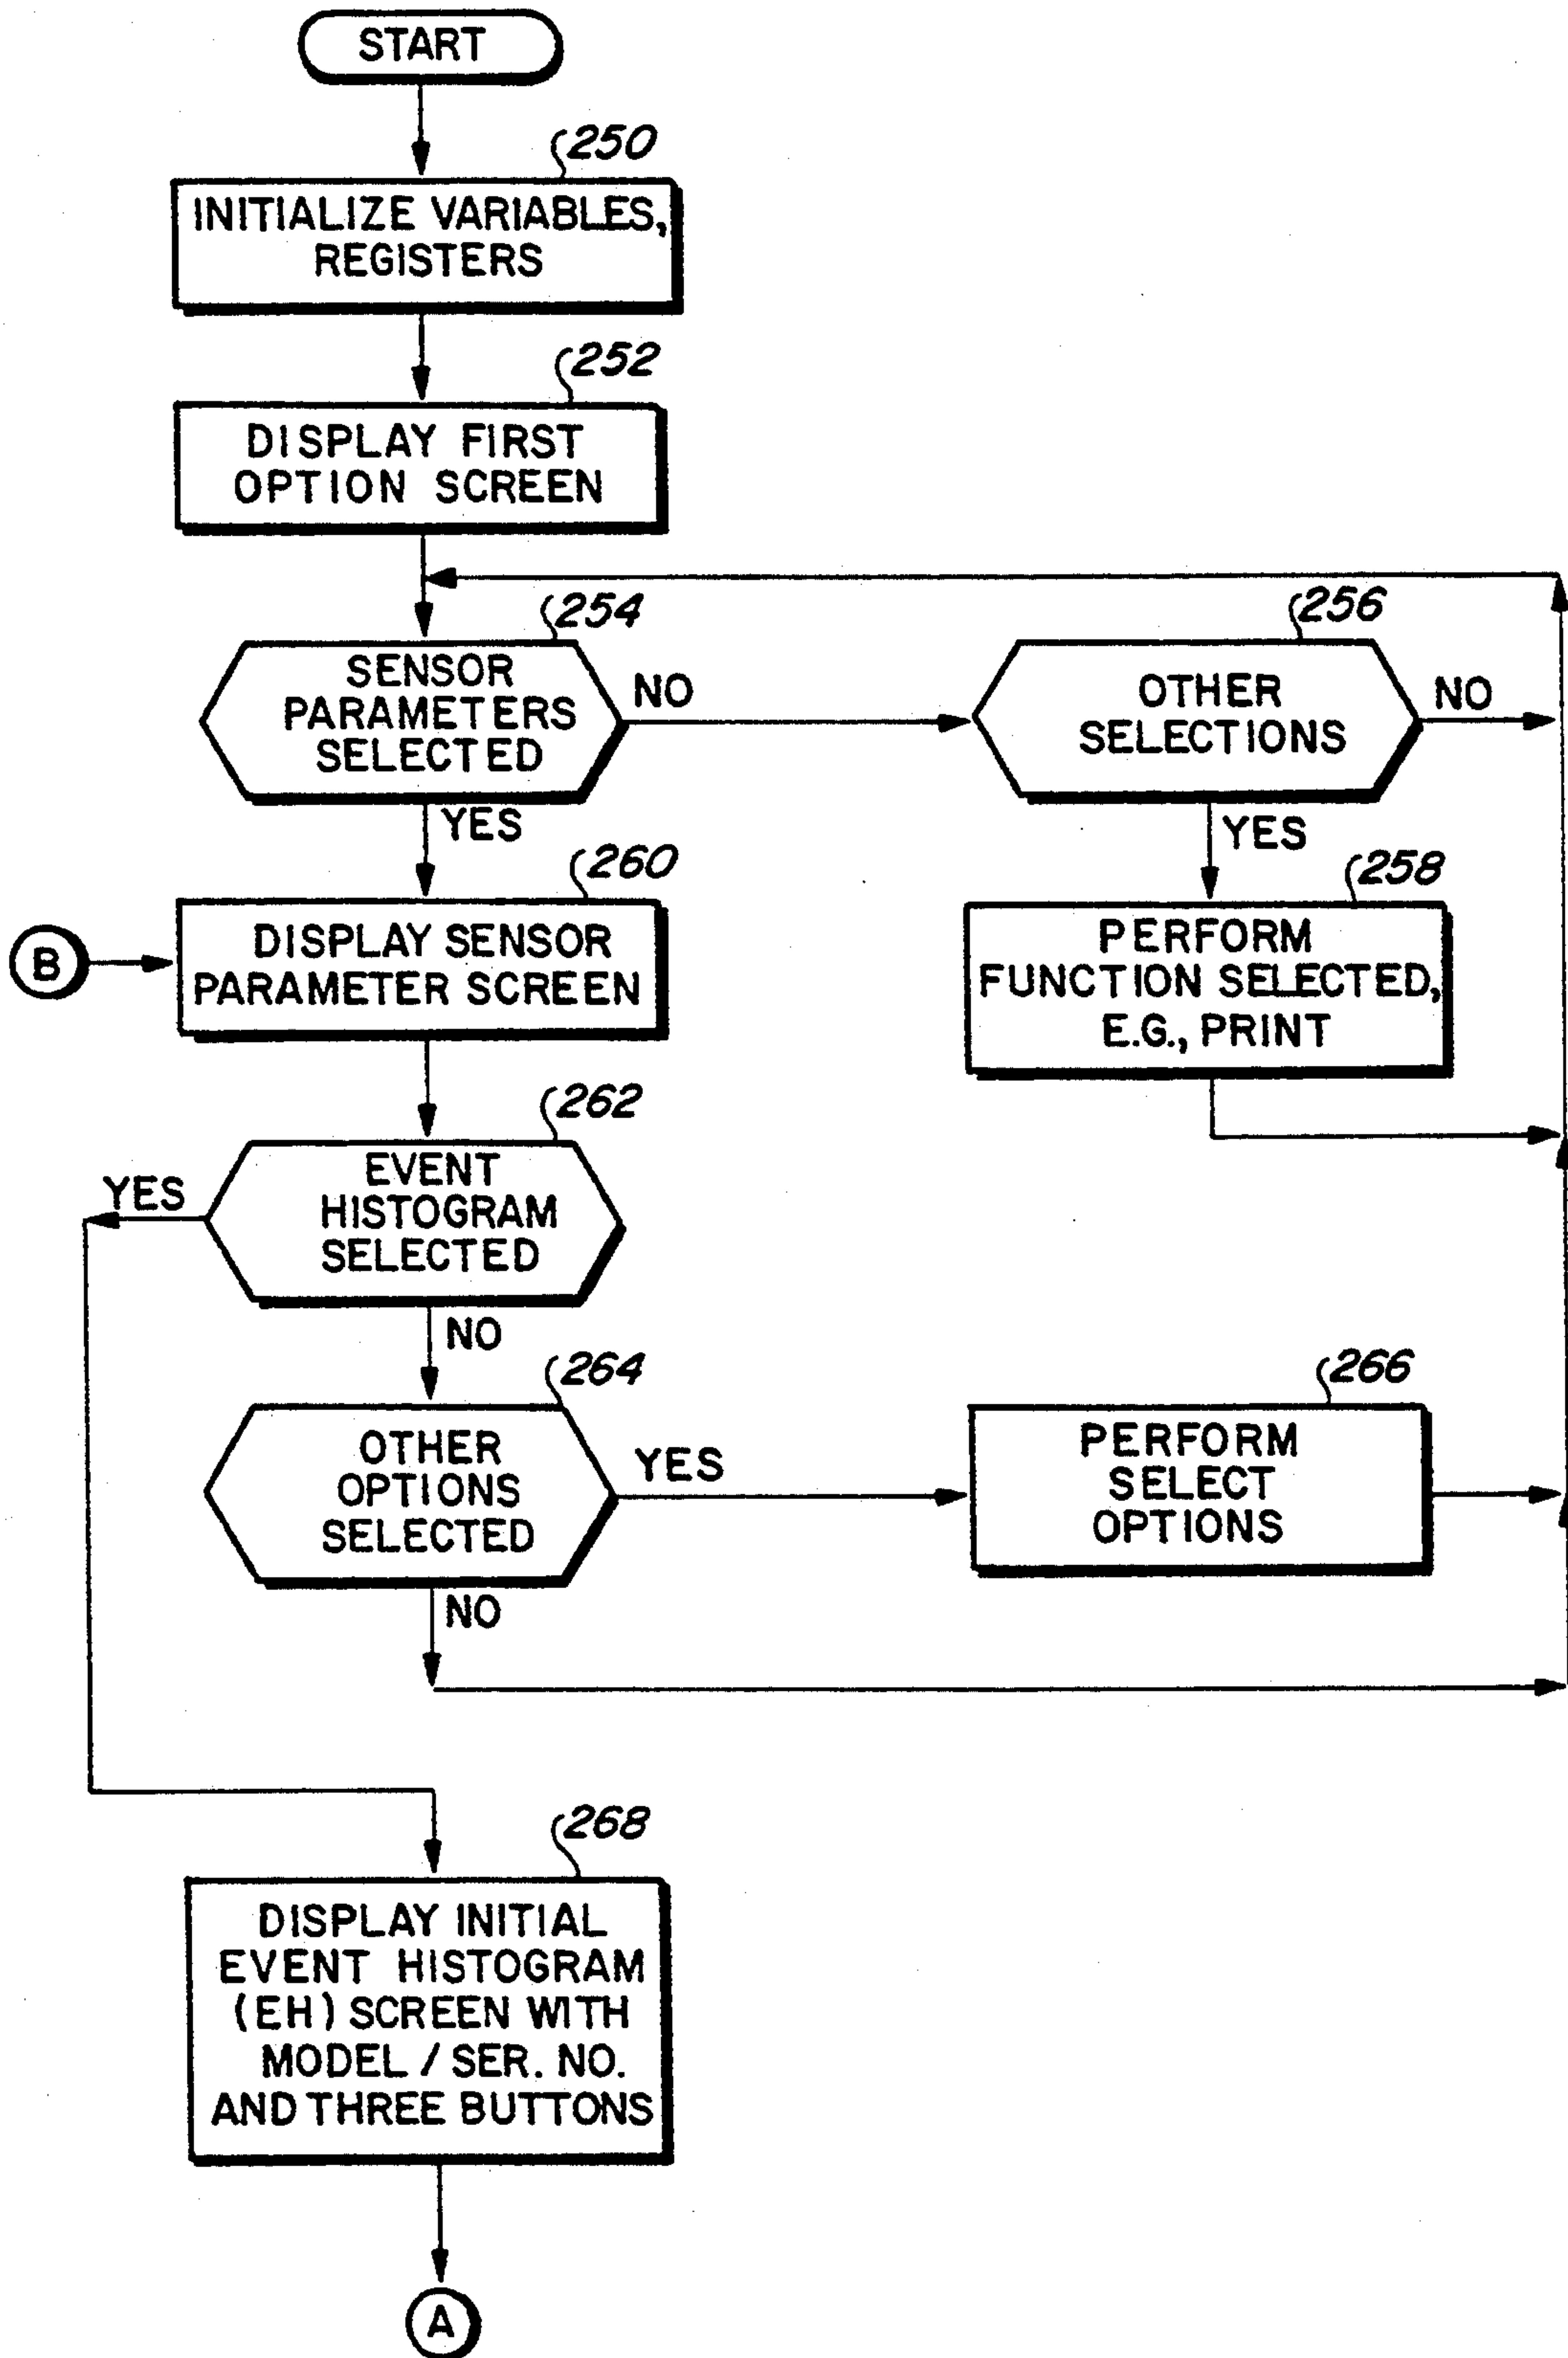 START
250
INITIALIZE VARIABLES,
REGISTERS
252
DISPLAY FIRST
OPTION SCREEN
254
SENSOR
PARAMETERS
SELECTED
NO
256
OTHER
SELECTIONS
NO
YES
YES
260
B
DISPLAY SENSOR
PARAMETER SCREEN
258
PERFORM
FUNCTION SELECTED,
E.G., PRINT
262
YES
EVENT
HISTOGRAM
SELECTED
NO
264
OTHER
OPTIONS
SELECTED
YES
266
PERFORM
SELECT
OPTIONS
NO
268
DISPLAY INITIAL
EVENT HISTOGRAM
(EH) SCREEN WITH
MODEL / SER. NO.
AND THREE BUTTONS
A